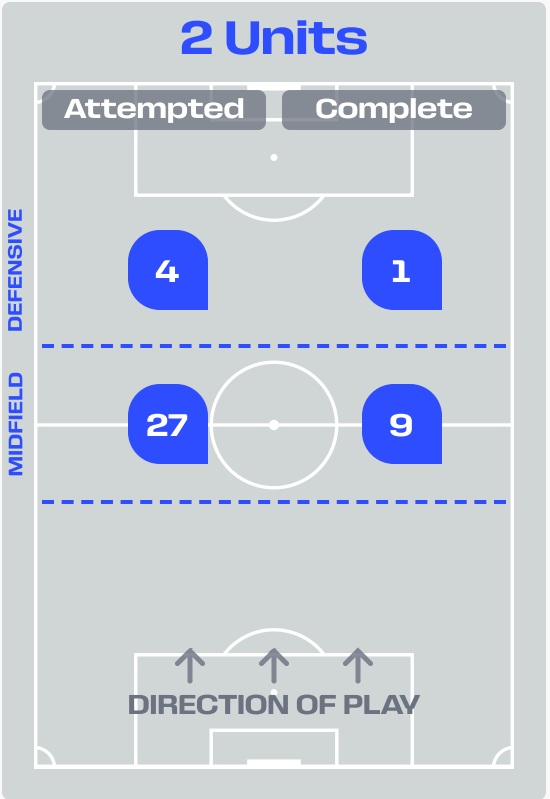 2 Units
Attempted
Complete
DEFENSIVE
4
1
MIDFIELD
27
9
DIRECTION OF PLAY